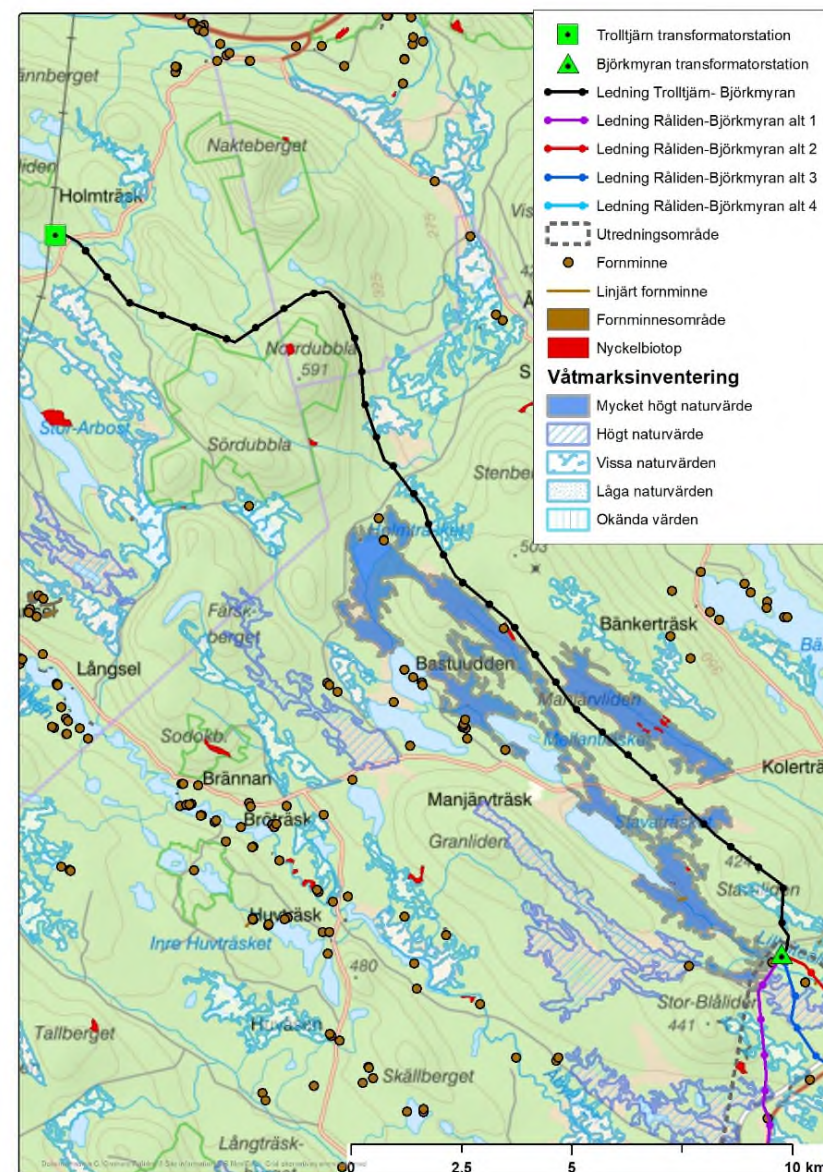 Trolltjärn transformatorstation
Björkmyran transformatorstation
Ledning Trolltjärn- Björkmyran
Ledning Råliden-Björkmyran alt 1
Ledning Råliden-Björkmyran alt 2
Ledning Råliden-Björkmyran alt 3
Ledning Råliden-Björkmyran alt 4
Utredningsområde
Fornminne
Linjärt fornminne
Fornminnesområde
Nyckelbiotop
Våtmarksinventering
Mycket högt naturvärde
Högt naturvärde
Vissa naturvärden
Låga naturvärden
Okända värden
Nakteberget
Holmträsk
275
525
Nordubbla
591
Stor-Arbost
Sördubbla
Stenbe
Holmträsket
503
Färsk-
berget
Bänkerträsk
Långsel
Bastuudden
Manjärvliden
Sodokb.
Brännan
Kolerträ
Manjärvträsk
Bröträsk
Granliden
Stavaträsk
424
Huvträsk
Inre Huvträsket
480
Stor-Blåliden
441
Huvåsen
Tallberget
Skällberget
Långträsk-
0
2.5
5
10 km